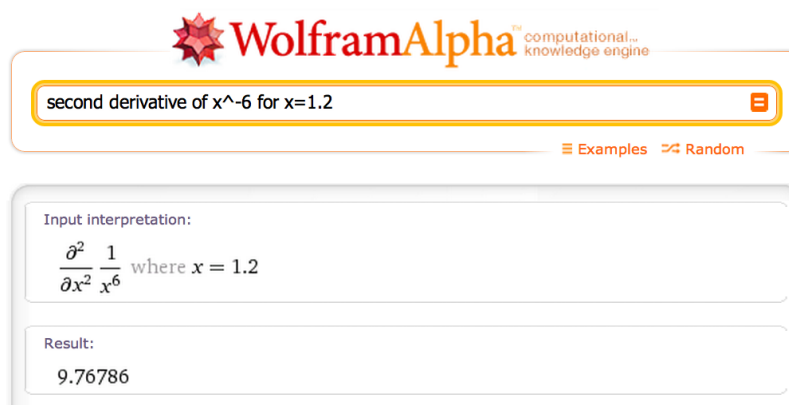 WolframAlpha™ computational...
knowledge engine
second derivative of x^-6 for x=1.2
Examples Random
Input interpretation:
∂²/∂x² 1/x⁶ where x = 1.2
Result:
9.76786